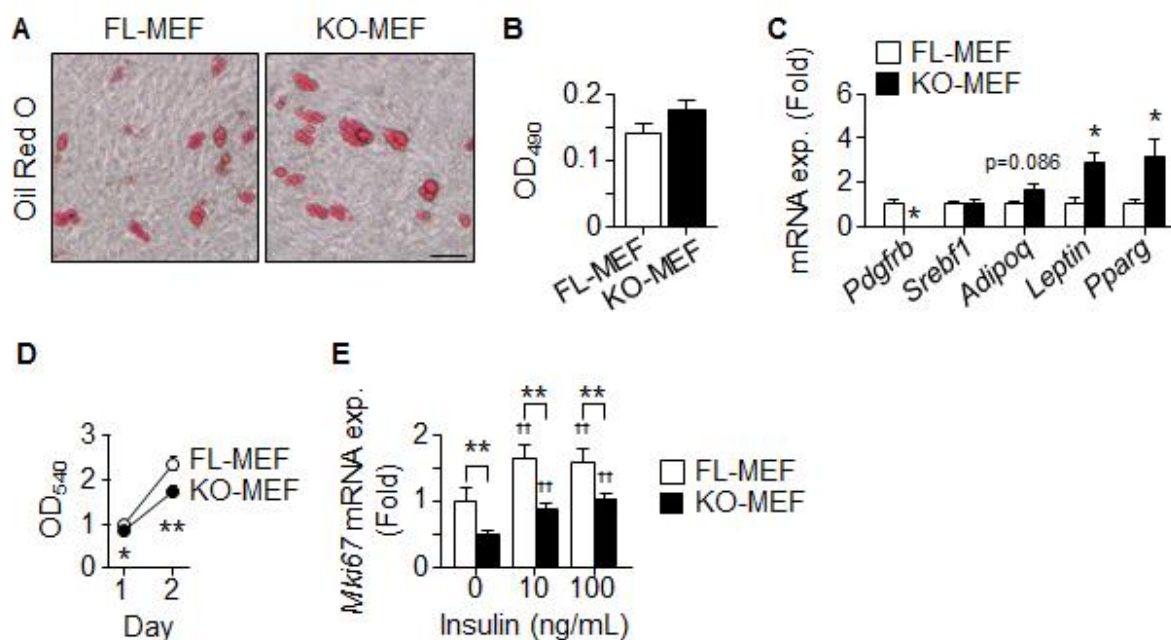 A
FL-MEF
KO-MEF
Oil Red O
B
OD490
0.2
0.1
0
FL-MEF
KO-MEF
C
FL-MEF
KO-MEF
mRNA exp. (Fold)
6
4
2
0
*
p=0.086
*
*
Pdgfrb
Srebf1
Adipoq
Leptin
Pparg
D
OD540
3
2
1
0
FL-MEF
KO-MEF
*
**
1
2
Day
E
Mki67 mRNA exp.
(Fold)
2
1
0
**
**
**
††
††
††
††
0
10
100
Insulin (ng/mL)
FL-MEF
KO-MEF